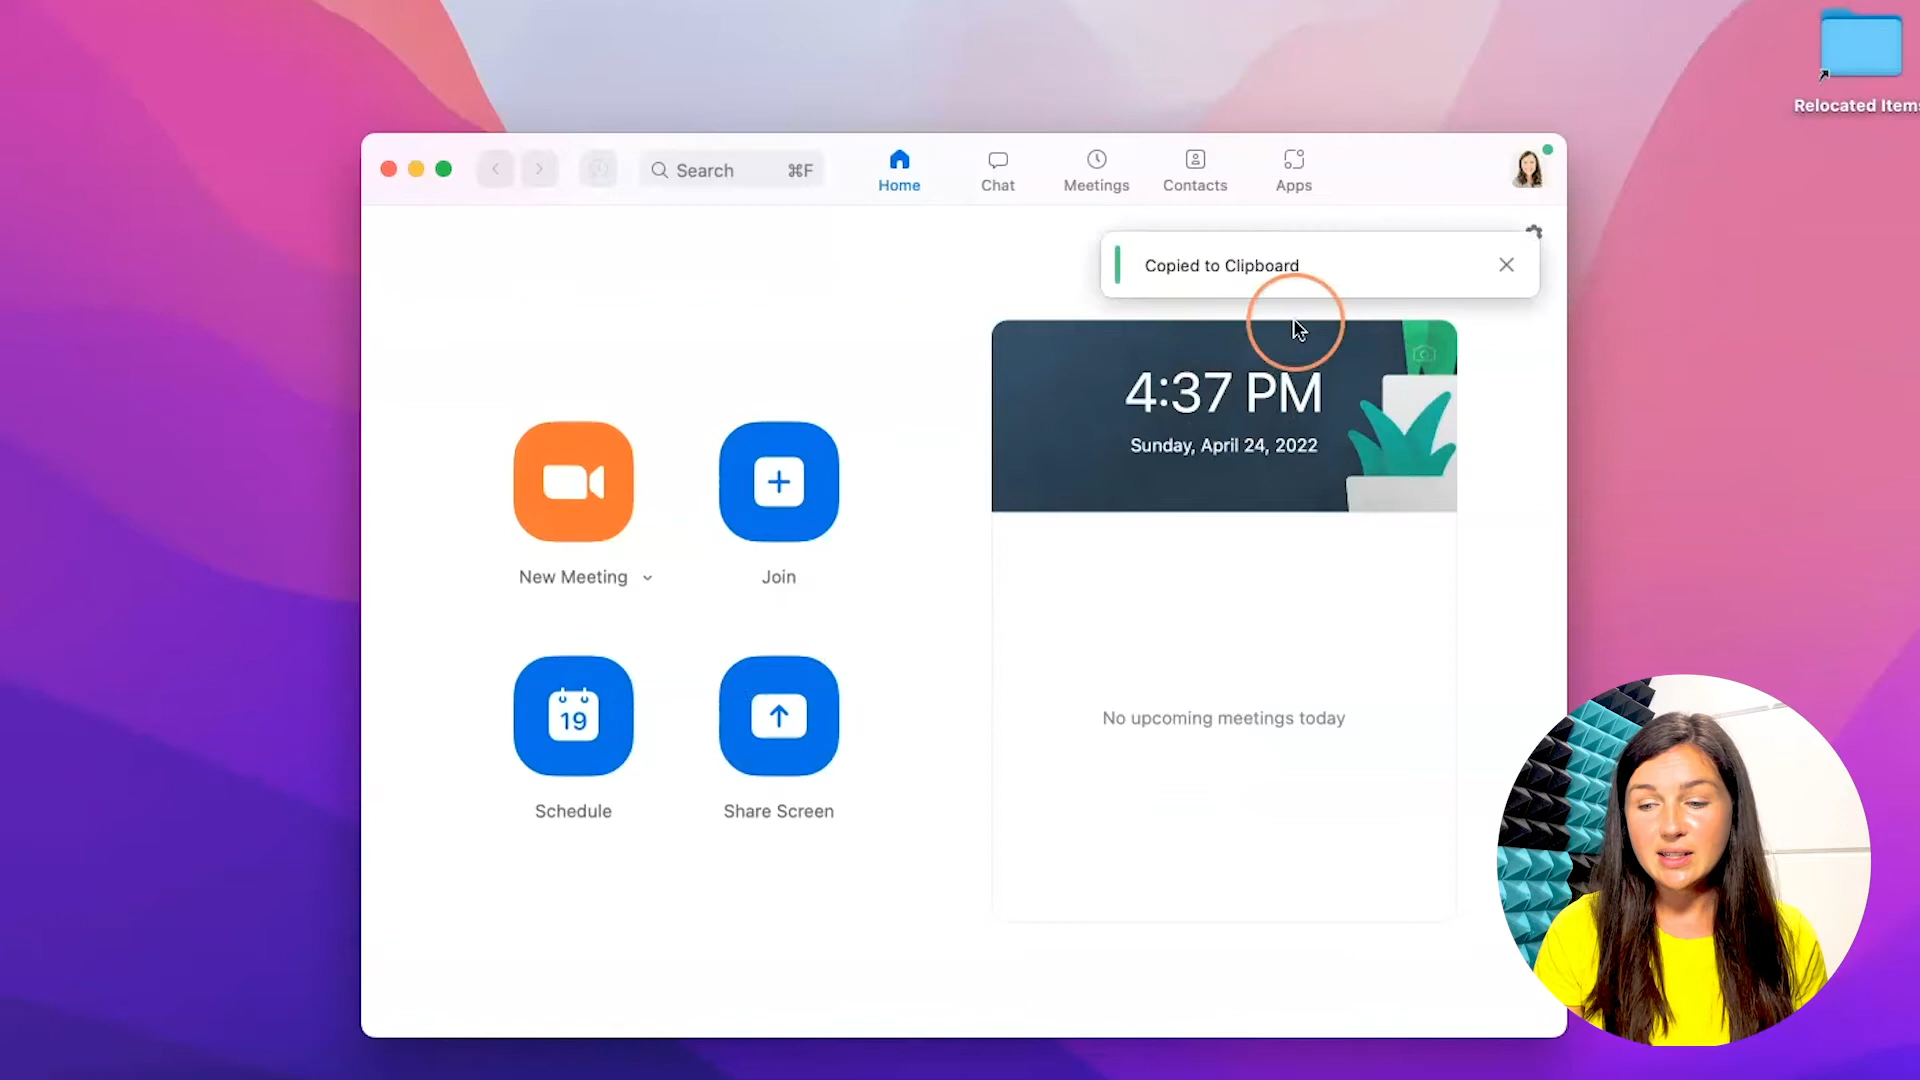 Relocated Items
Search ⌘F
Home
Chat
Meetings
Contacts
Apps
Copied to Clipboard
4:37 PM
Sunday, April 24, 2022
New Meeting
Join
19
Schedule
Share Screen
No upcoming meetings today